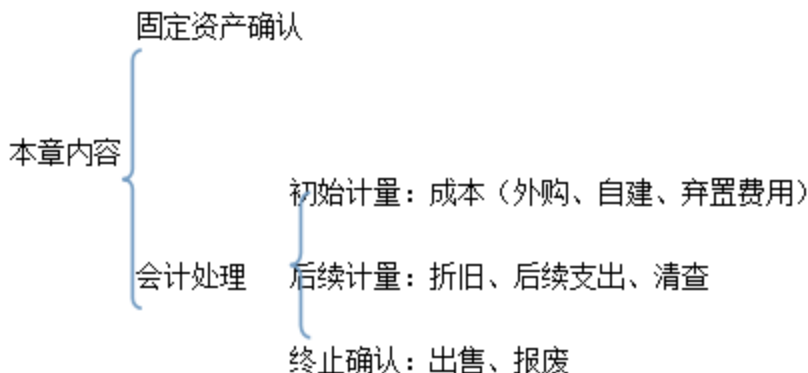 固定资产确认
本章内容
初始计量：成本（外购、自建、弃置费用）
会计处理
后续计量：折旧、后续支出、清查
终止确认：出售、报废